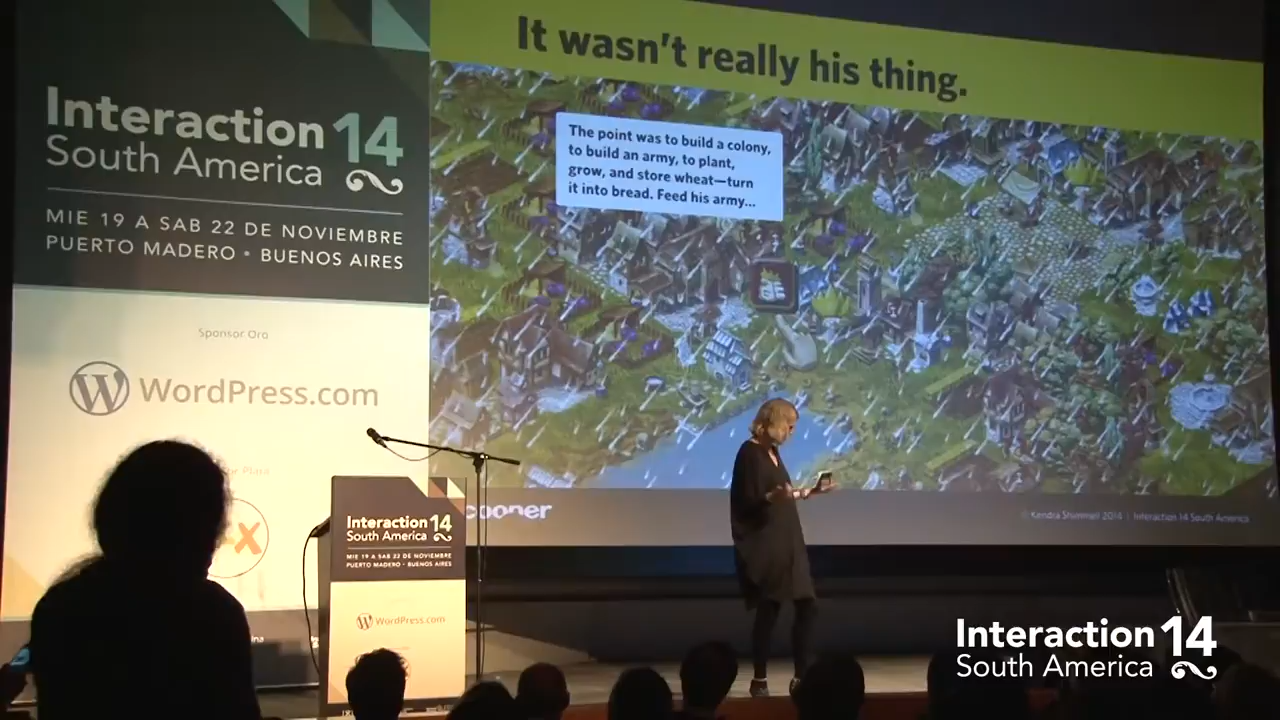 Interaction 14
South America
MIE 19 A SAB 22 DE NOVIEMBRE
PUERTO MADERO • BUENOS AIRES
Sponsor Oro
WordPress.com
It wasn't really his thing.
The point was to build a colony,
to build an army, to plant,
grow, and store wheat—turn
it into bread. Feed his army...
cooper
© Kendra Shimmell 2014 | Interaction 14 South America
Interaction 14
South America
MIE 19 A SAB 22 DE NOVIEMBRE
PUERTO MADERO • BUENOS AIRES
WordPress.com
Interaction 14
South America